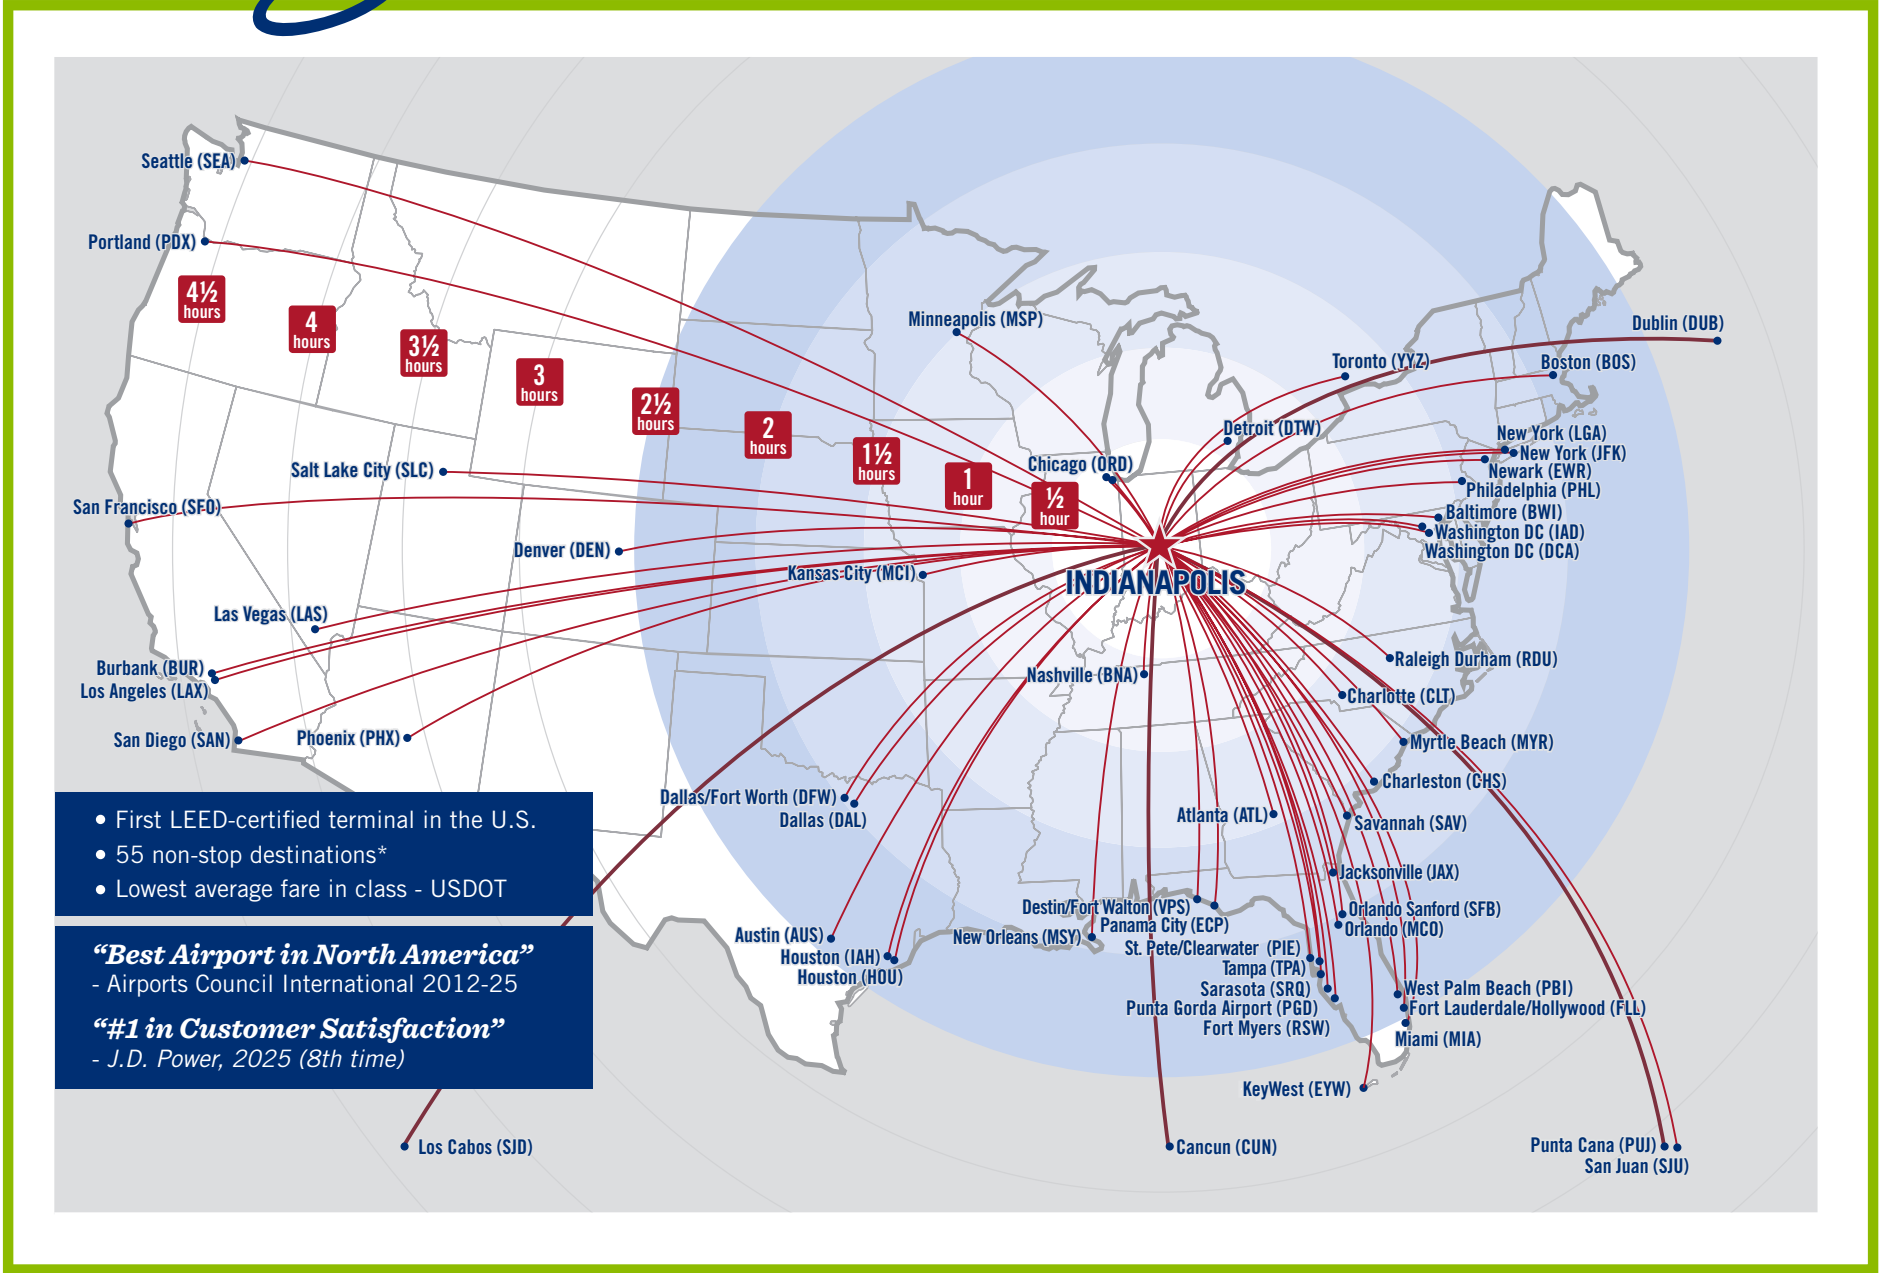 Seattle (SEA)
Portland (PDX)
4½
hours
4
hours
3½
hours
3
hours
2½
hours
2
hours
1½
hours
1
hour
½
hour
Minneapolis (MSP)
Dublin (DUB)
Toronto (YYZ)
Boston (BOS)
Detroit (DTW)
New York (LGA)
New York (JFK)
Newark (EWR)
Philadelphia (PHL)
Baltimore (BWI)
Washington DC (IAD)
Washington DC (DCA)
Chicago (ORD)
Salt Lake City (SLC)
San Francisco (SFO)
Denver (DEN)
Kansas City (MCI)
INDIANAPOLIS
Las Vegas (LAS)
Burbank (BUR)
Los Angeles (LAX)
San Diego (SAN)
Phoenix (PHX)
Nashville (BNA)
Raleigh Durham (RDU)
Charlotte (CLT)
Myrtle Beach (MYR)
Charleston (CHS)
Dallas/Fort Worth (DFW)
Dallas (DAL)
Atlanta (ATL)
Savannah (SAV)
Jacksonville (JAX)
• First LEED-certified terminal in the U.S.
• 55 non-stop destinations*
• Lowest average fare in class - USDOT
Destin/Fort Walton (VPS)
Panama City (ECP)
Orlando Sanford (SFB)
Orlando (MCO)
Austin (AUS)
Houston (IAH)
Houston (HOU)
New Orleans (MSY)
St. Pete/Clearwater (PIE)
Tampa (TPA)
Sarasota (SRQ)
Punta Gorda Airport (PGD)
Fort Myers (RSW)
West Palm Beach (PBI)
Fort Lauderdale/Hollywood (FLL)
Miami (MIA)
“Best Airport in North America”
- Airports Council International 2012-25
“#1 in Customer Satisfaction”
- J.D. Power, 2025 (8th time)
KeyWest (EYW)
Los Cabos (SJD)
Cancun (CUN)
Punta Cana (PUJ)
San Juan (SJU)